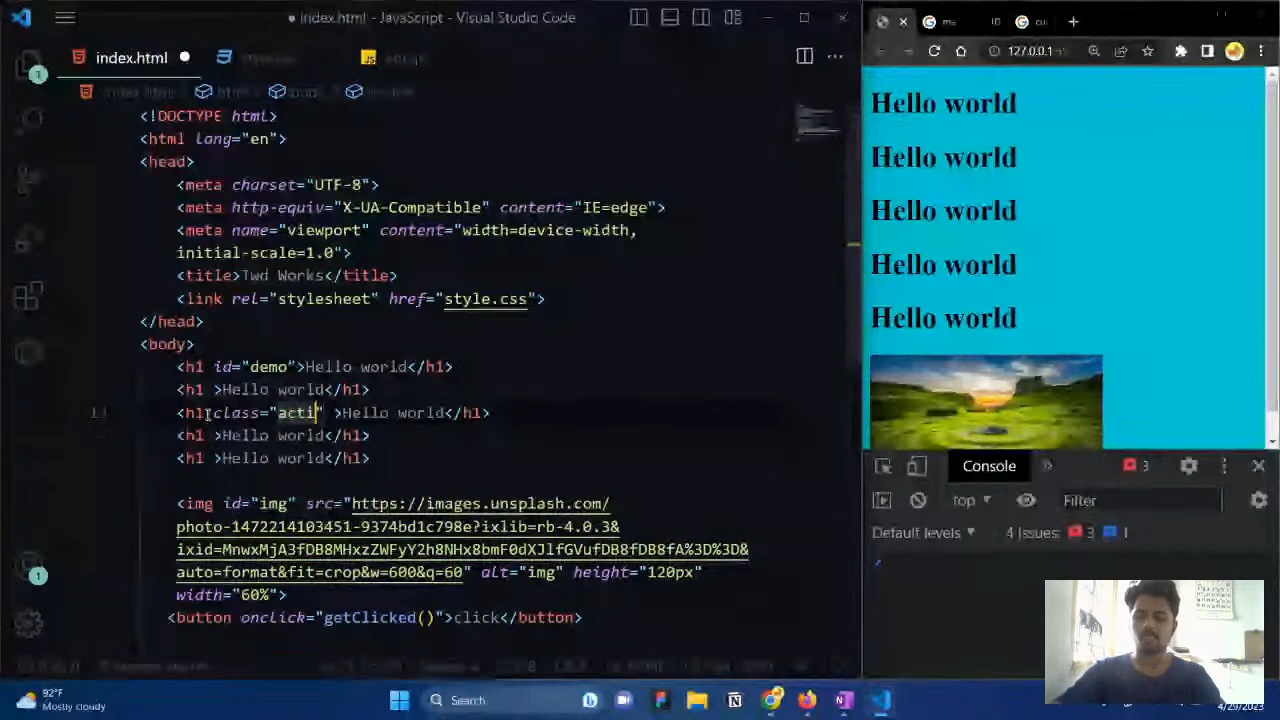 index.html - JavaScript - Visual Studio Code
index.html
<!DOCTYPE html>
<html lang="en">
<head>
<meta charset="UTF-8">
<meta http-equiv="X-UA-Compatible" content="IE=edge">
<meta name="viewport" content="width=device-width,
initial-scale=1.0">
<title>Twd Works</title>
<link rel="stylesheet" href="style.css">
</head>
<body>
<h1 id="demo">Hello world</h1>
<h1 >Hello world</h1>
13 <h1 class="acti" >Hello world</h1>
<h1 >Hello world</h1>
<h1 >Hello world</h1>
<img id="img" src="https://images.unsplash.com/
photo-1472214103451-9374bd1c798e?ixlib=rb-4.0.3&
ixid=MnwxMjA3fDB8MHxzZWFyY2h8NHx8bmF0dXJlfGVufDB8fDB8fA%3D%3D&
auto=format&fit=crop&w=600&q=60" alt="img" height="120px"
width="60%">
<button onclick="getClicked()">click</button>
1
1
127.0.0.1
Hello world
Hello world
Hello world
Hello world
Hello world
Console
3
top
Filter
Default levels
4 Issues: 3 1
92°F
Mostly cloudy
Search
4/29/2023